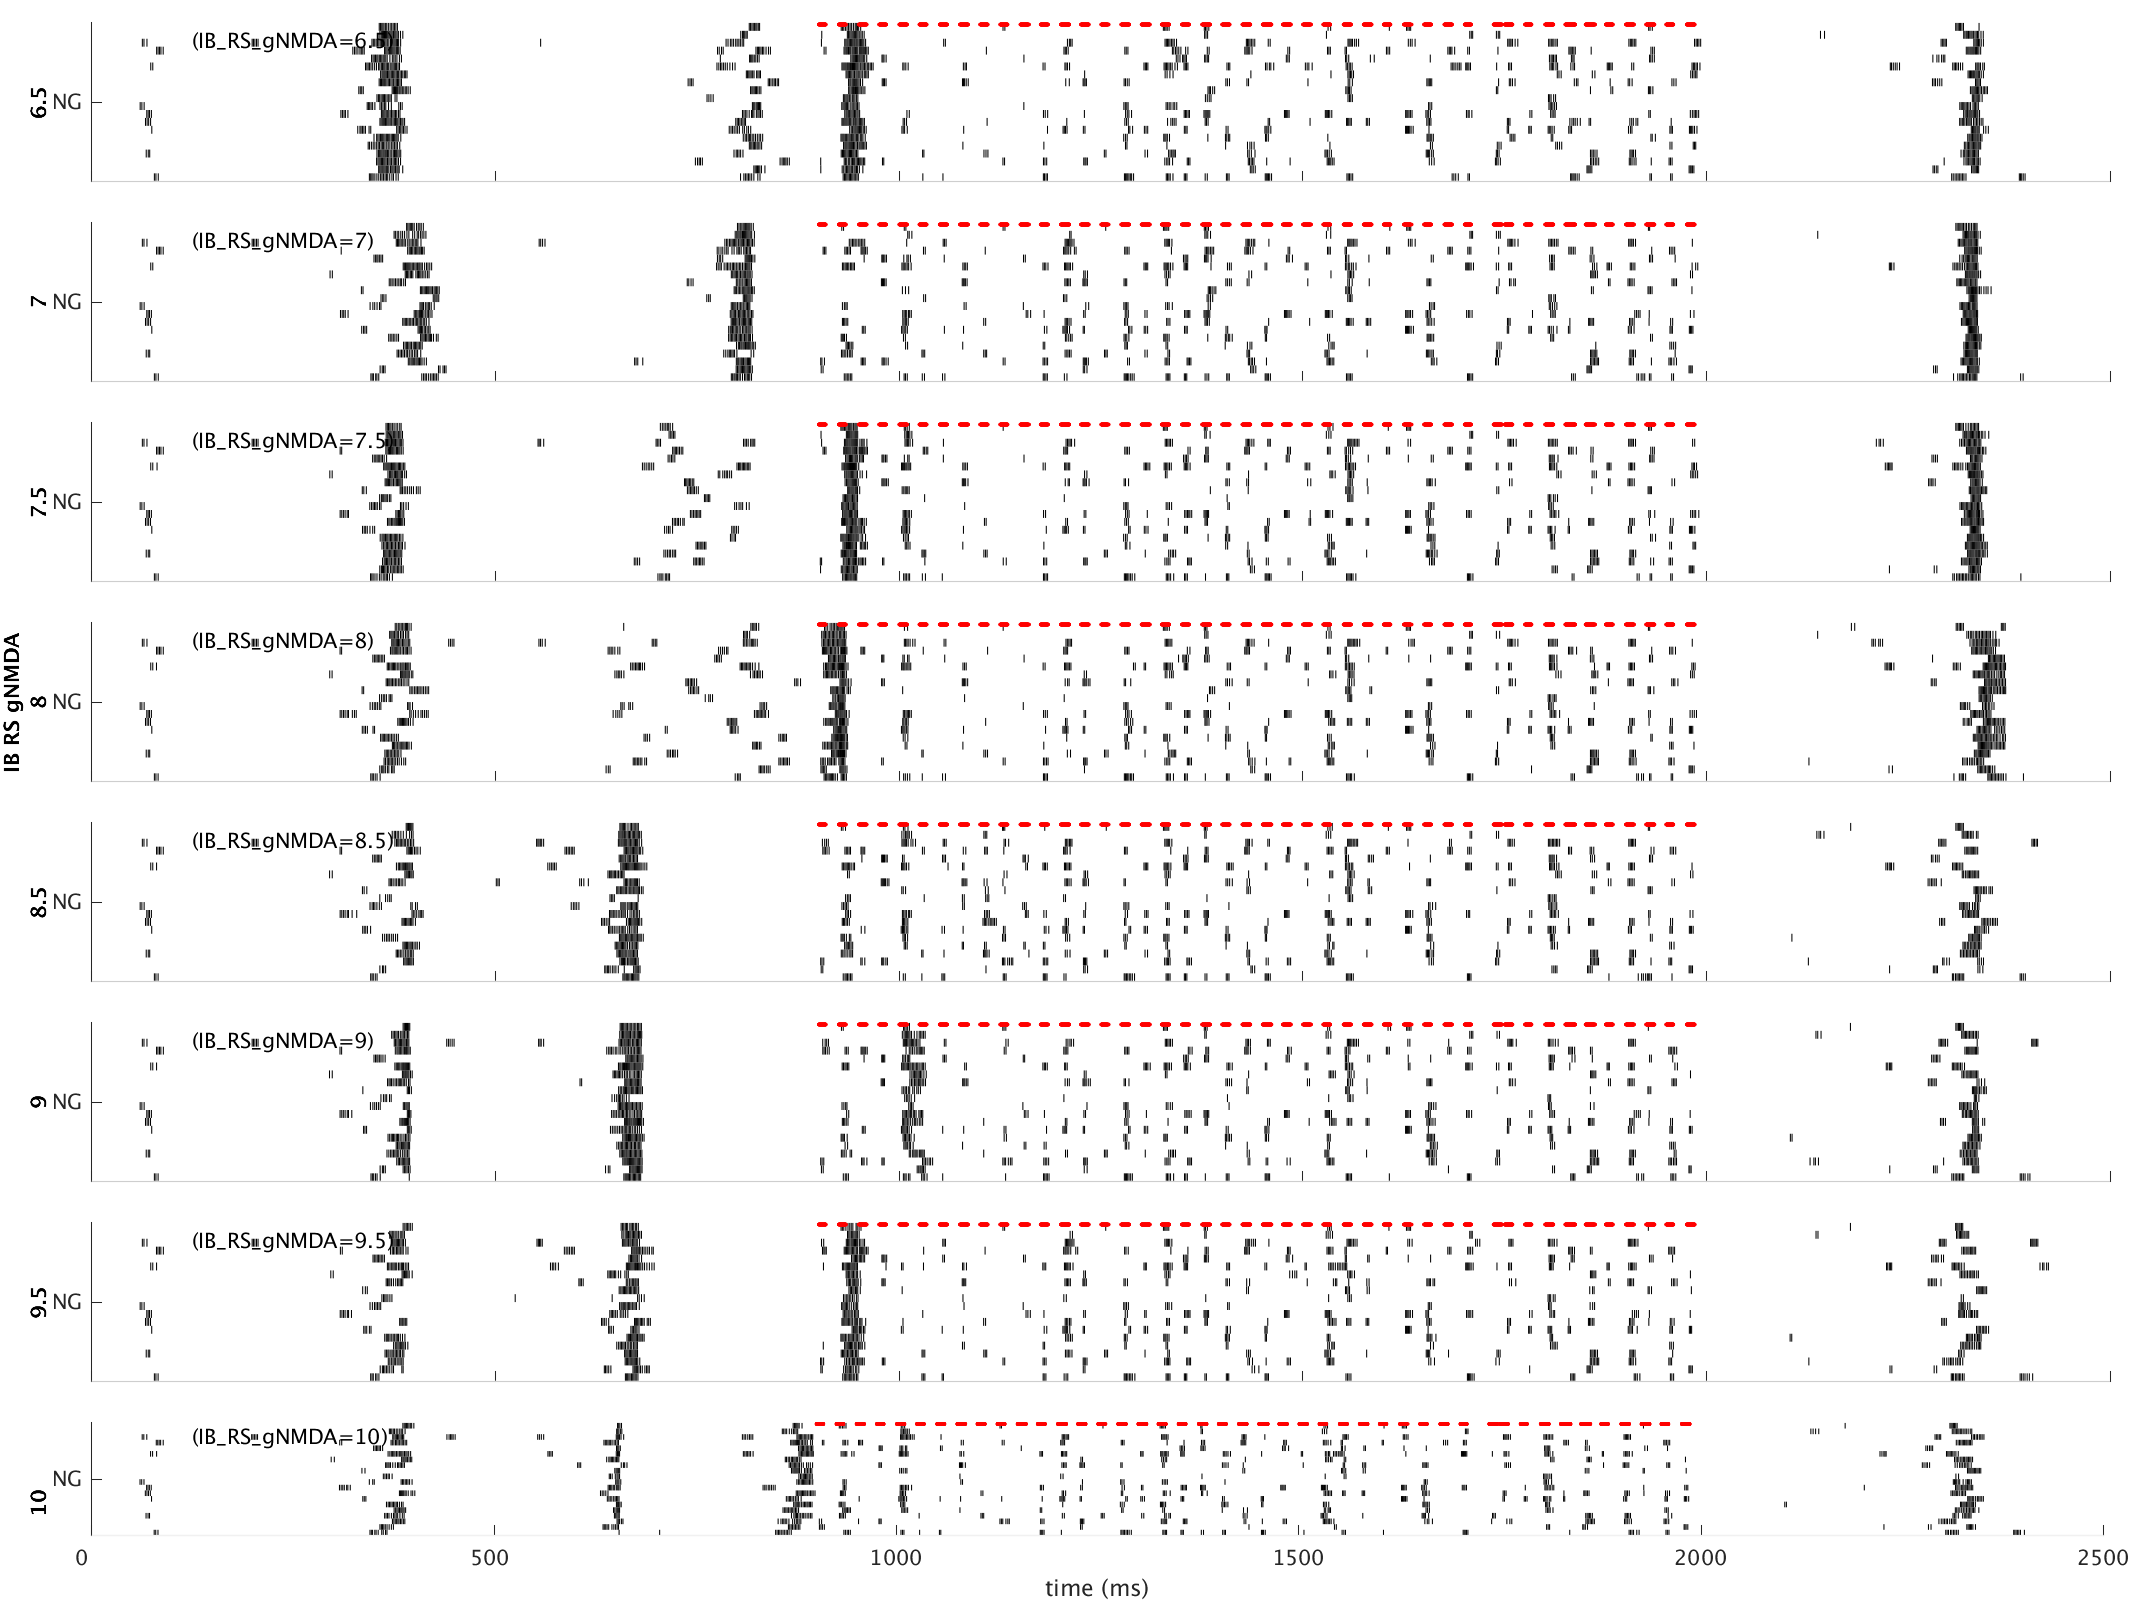 (IB_RS_gNMDA=6.5)
6.5 NG
(IB_RS_gNMDA=7)
7 NG
(IB_RS_gNMDA=7.5)
7.5 NG
IB RS gNMDA
(IB_RS_gNMDA=8)
8 NG
(IB_RS_gNMDA=8.5)
8.5 NG
(IB_RS_gNMDA=9)
9 NG
(IB_RS_gNMDA=9.5)
9.5 NG
(IB_RS_gNMDA=10)
10 NG
0 500 1000 1500 2000 2500
time (ms)